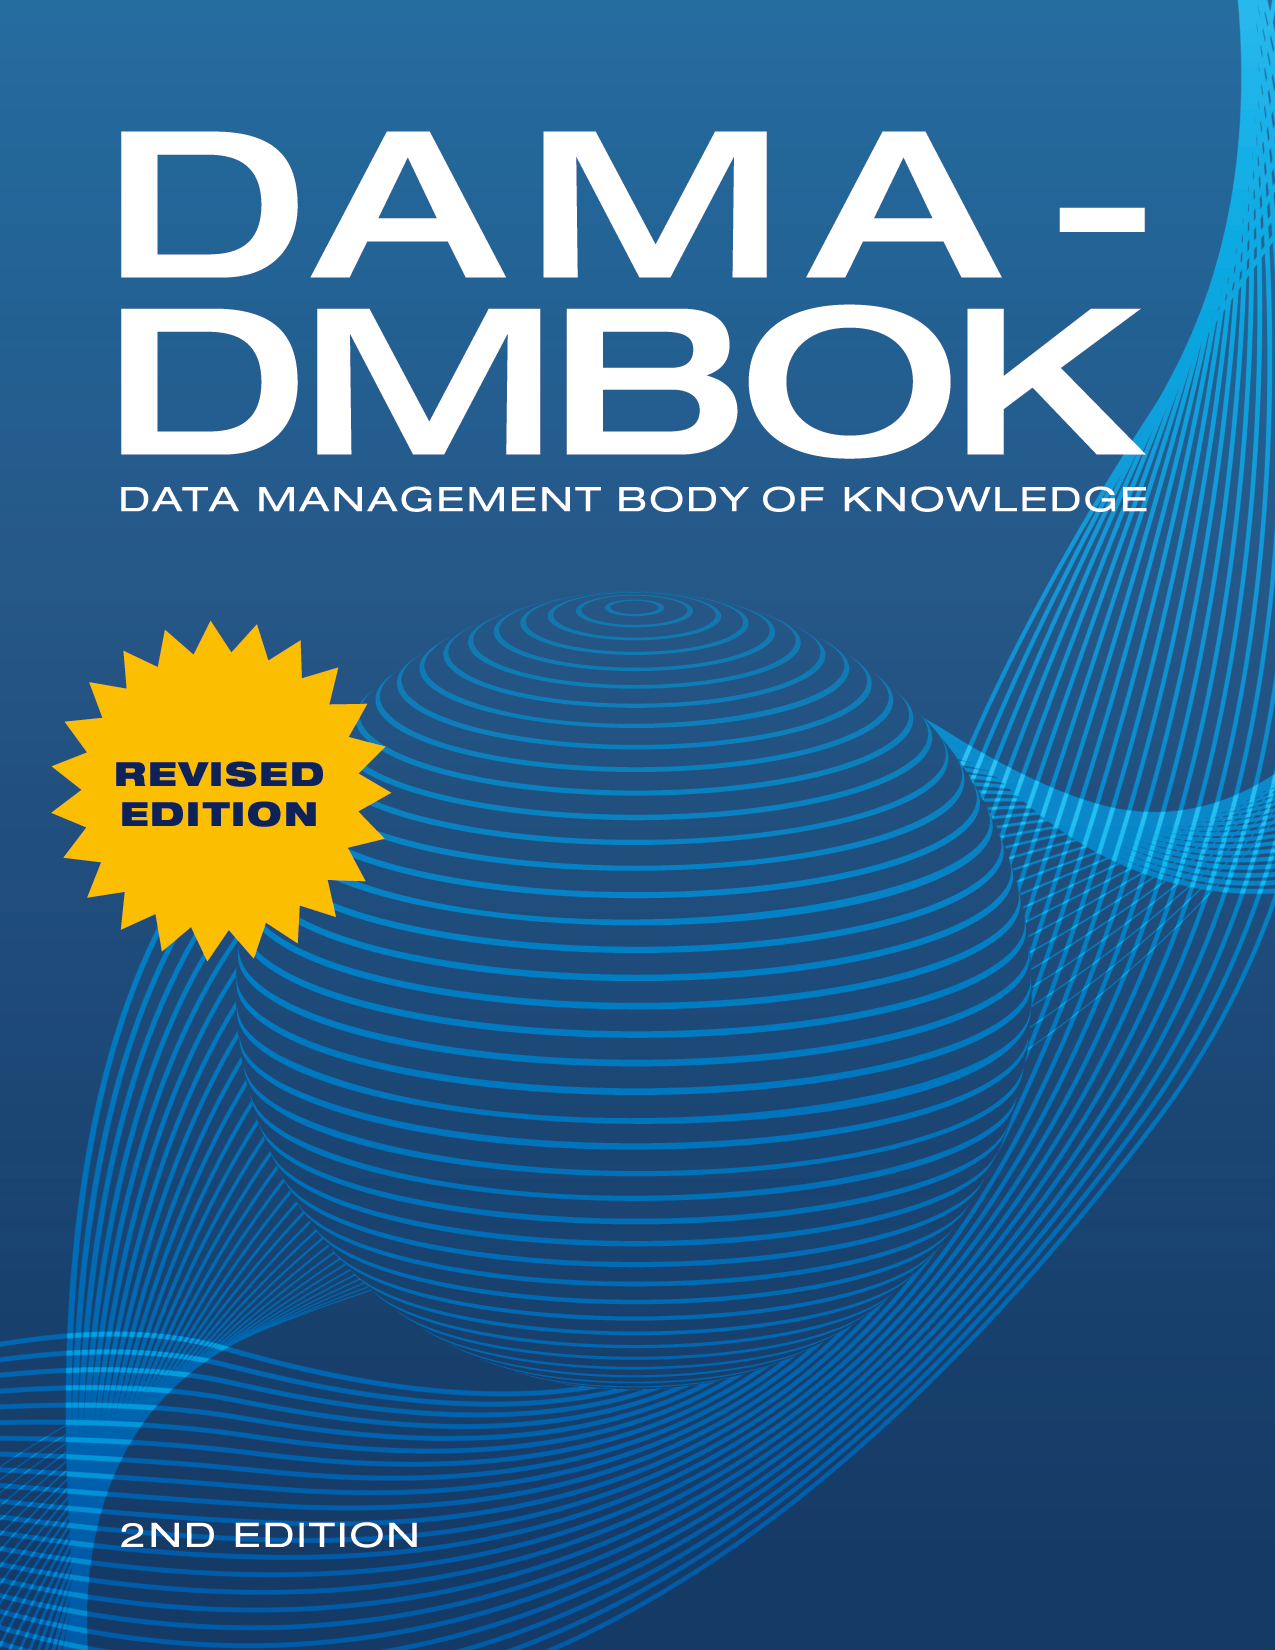 DAMA-
DMBOK
DATA MANAGEMENT BODY OF KNOWLEDGE
REVISED
EDITION
2ND EDITION